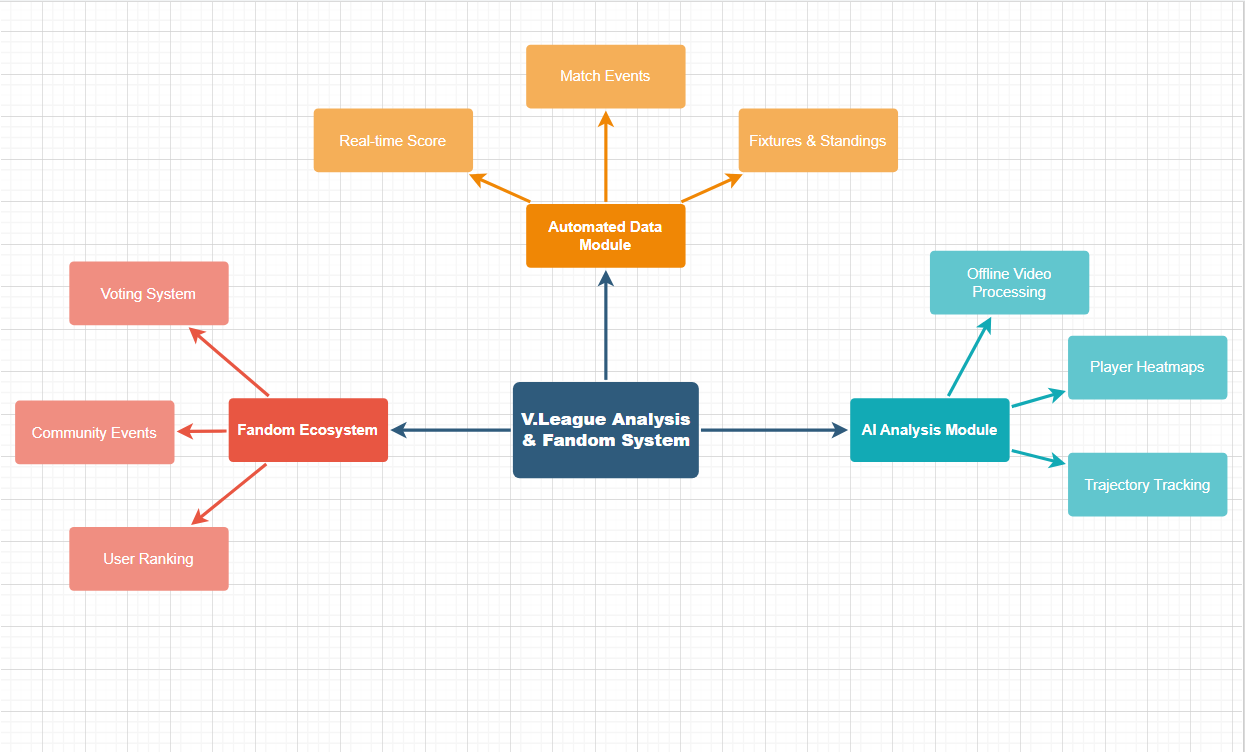 Match Events
Real-time Score
Fixtures & Standings
Automated Data
Module
Voting System
Offline Video
Processing
Player Heatmaps
Community Events
Fandom Ecosystem
V.League Analysis
& Fandom System
AI Analysis Module
Trajectory Tracking
User Ranking